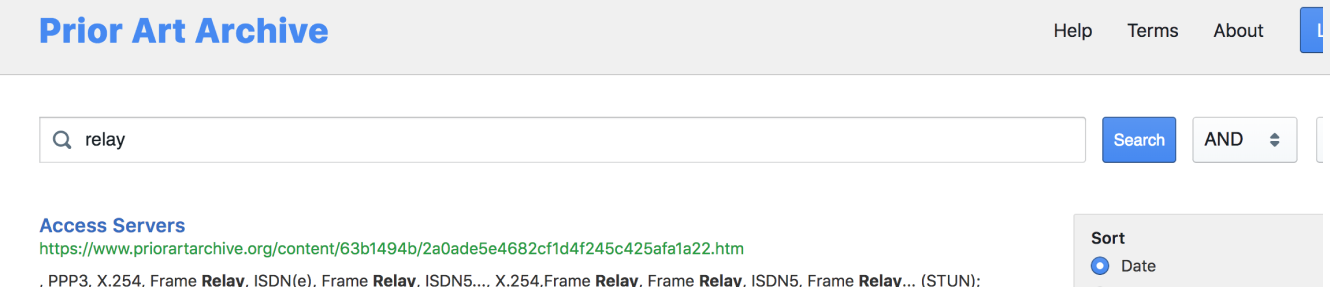 Prior Art Archive
Help Terms About
relay
Search
AND
Access Servers
https://www.priorartarchive.org/content/63b1494b/2a0ade5e4682cf1d4f245c425afa1a22.htm
, PPP3, X.254, Frame Relay, ISDN(e), Frame Relay, ISDN5..., X.254,Frame Relay, Frame Relay, ISDN5, Frame Relay... (STUN);
Sort
Date